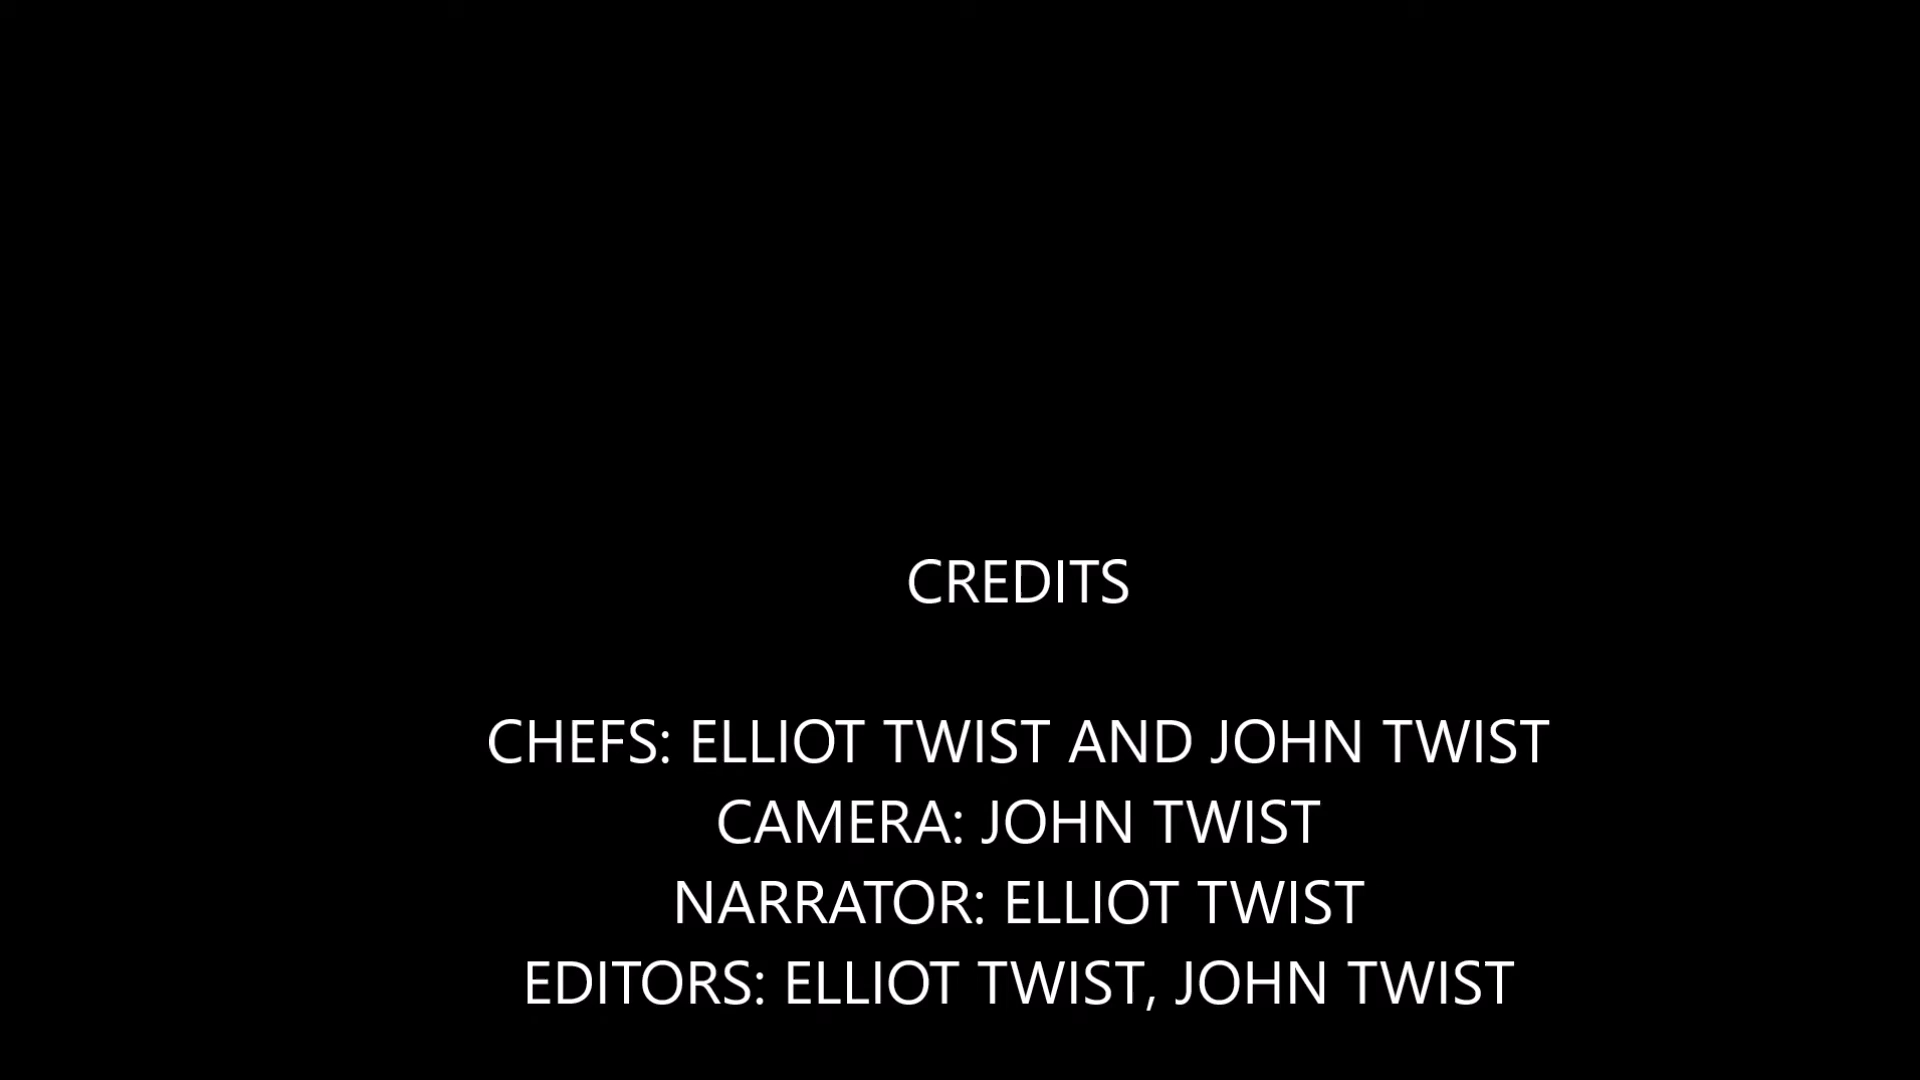 CREDITS
CHEFS: ELLIOT TWIST AND JOHN TWIST
CAMERA: JOHN TWIST
NARRATOR: ELLIOT TWIST
EDITORS: ELLIOT TWIST, JOHN TWIST